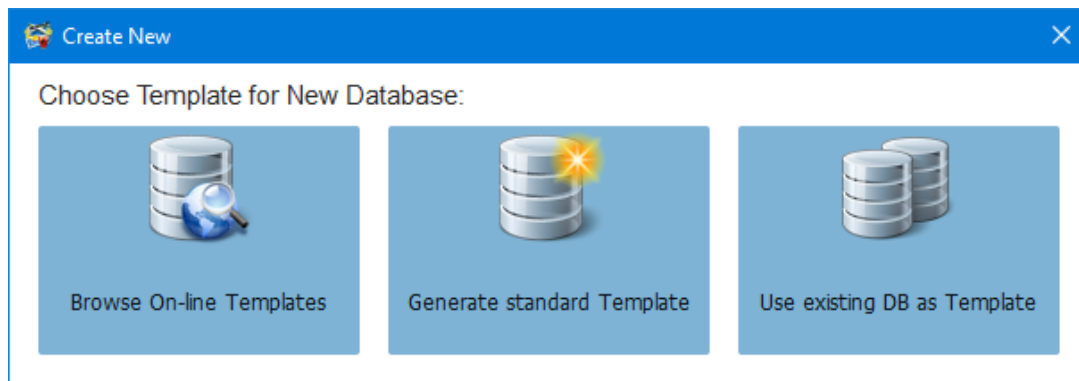 Create New
Choose Template for New Database:
Browse On-line Templates
Generate standard Template
Use existing DB as Template